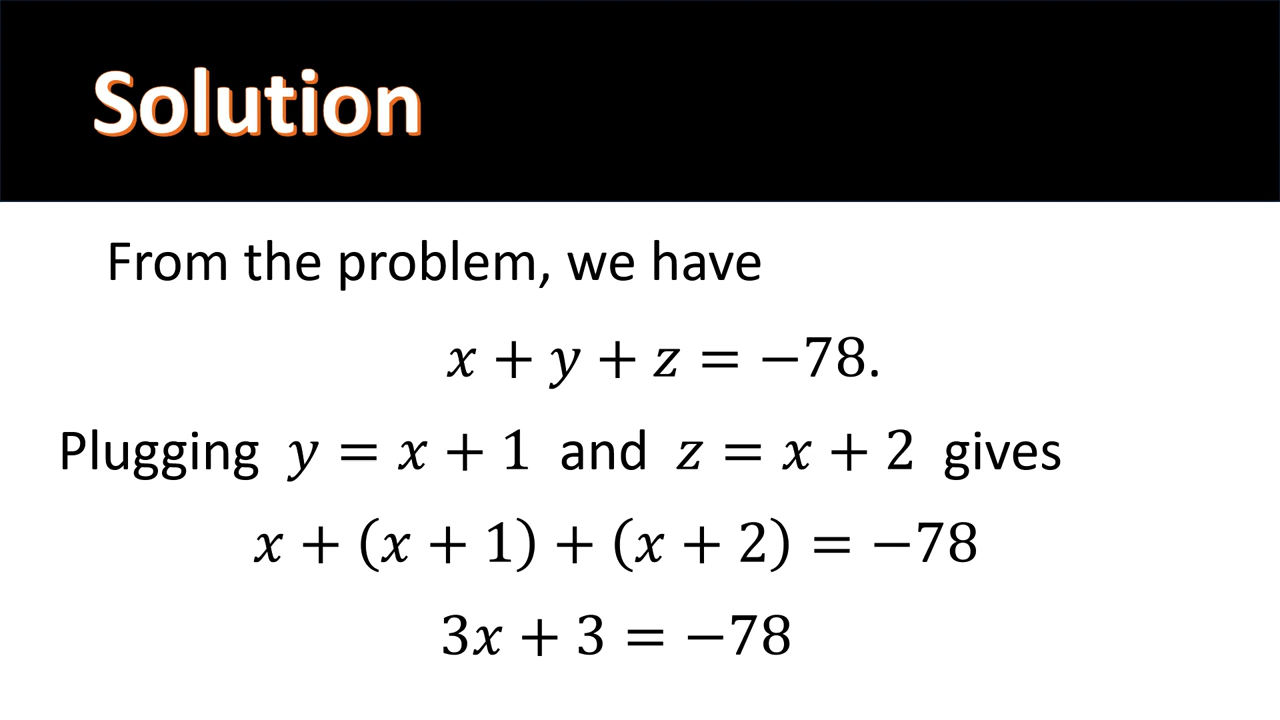 Solution
From the problem, we have
x + y + z = −78.
Plugging y = x + 1 and z = x + 2 gives
x + (x + 1) + (x + 2) = −78
3x + 3 = −78